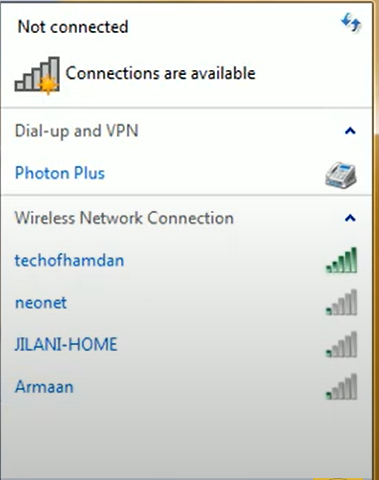 Not connected
Connections are available
Dial-up and VPN
Photon Plus
Wireless Network Connection
techofhamdan
neonet
JILANI-HOME
Armaan